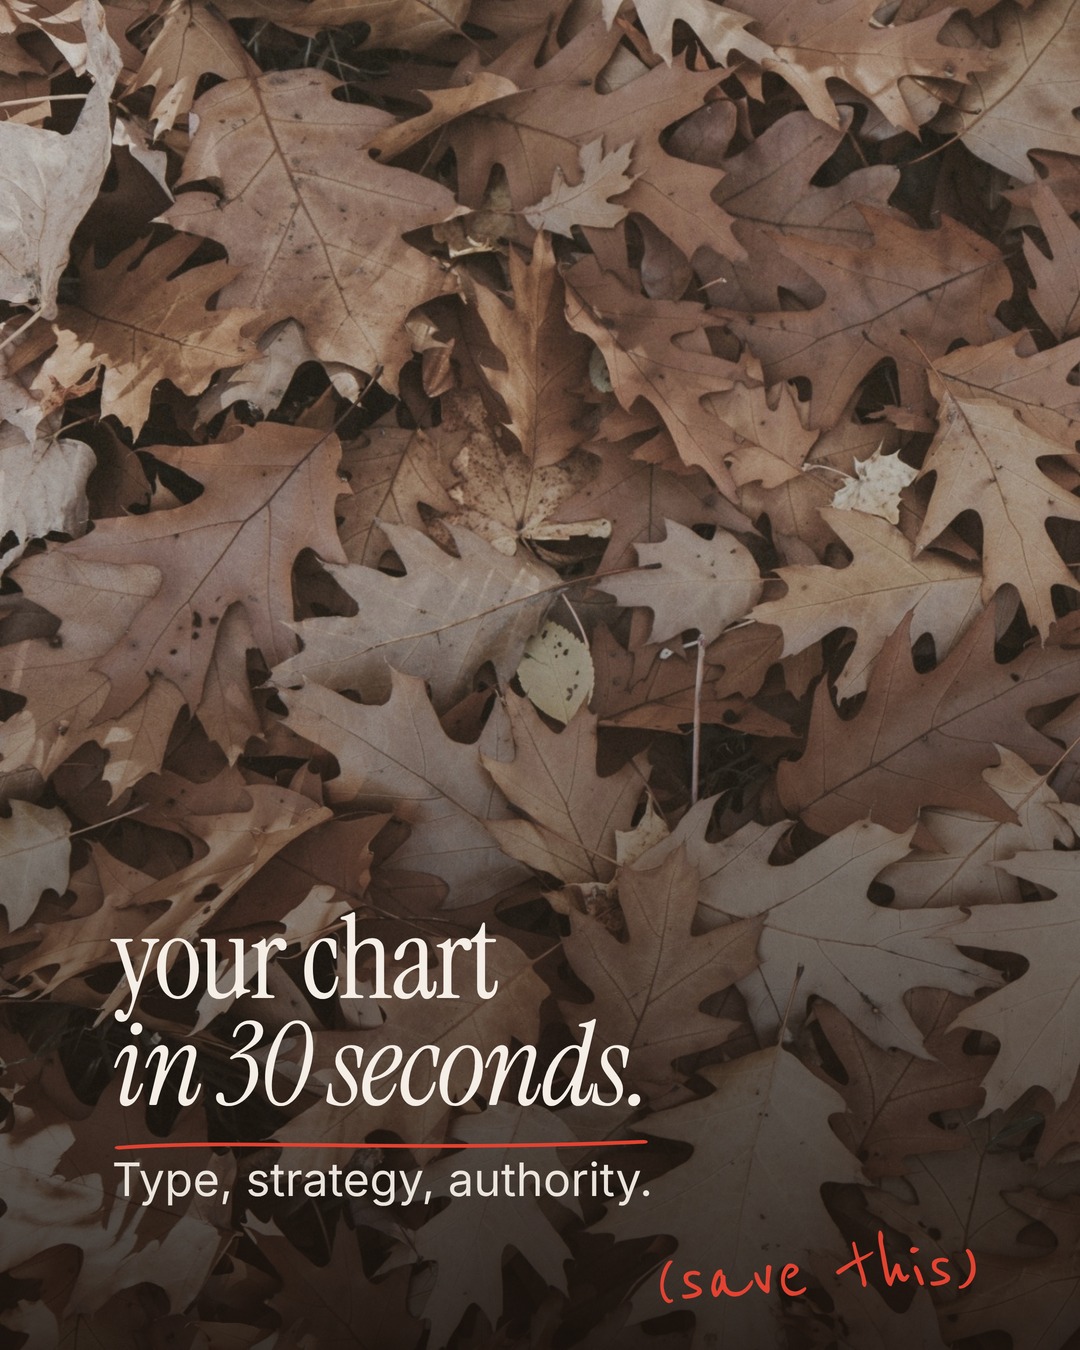 your chart
in 30 seconds.
Type, strategy, authority.
(save this)